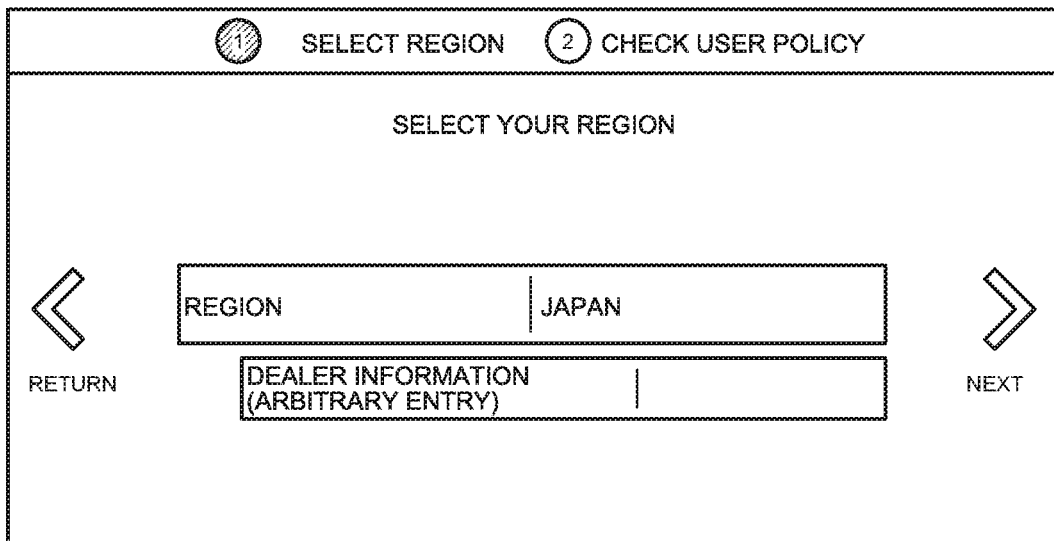 1 SELECT REGION 2 CHECK USER POLICY
SELECT YOUR REGION
REGION JAPAN
RETURN
DEALER INFORMATION
(ARBITRARY ENTRY)
NEXT